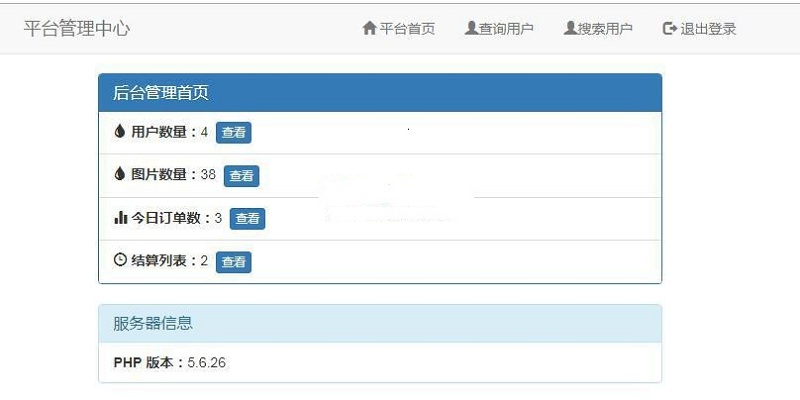 平台管理中心 平台首页 查询用户 搜索用户 退出登录
后台管理首页
用户数量：4 查看
图片数量：38 查看
今日订单数：3 查看
结算列表：2 查看
服务器信息
PHP 版本：5.6.26